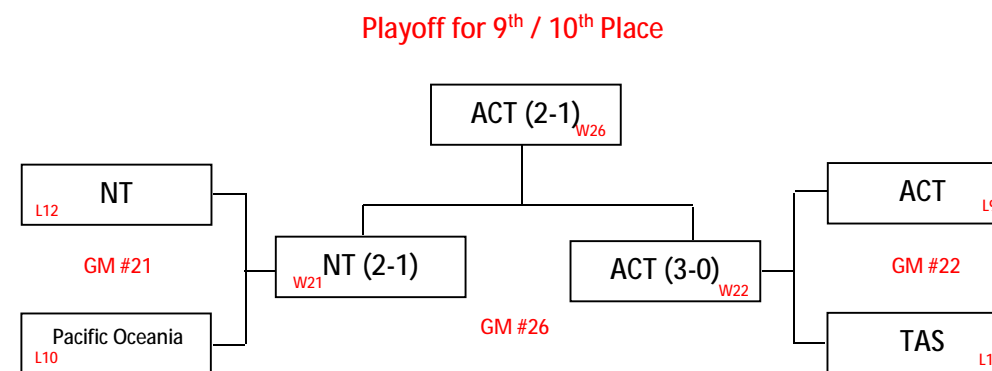 Playoff for 9th / 10th Place
ACT (2-1)
W26
NT
L12
ACT
GM #21
NT (2-1)
W21
ACT (3-0)
W22
GM #22
GM #26
Pacific Oceania
L10
TAS